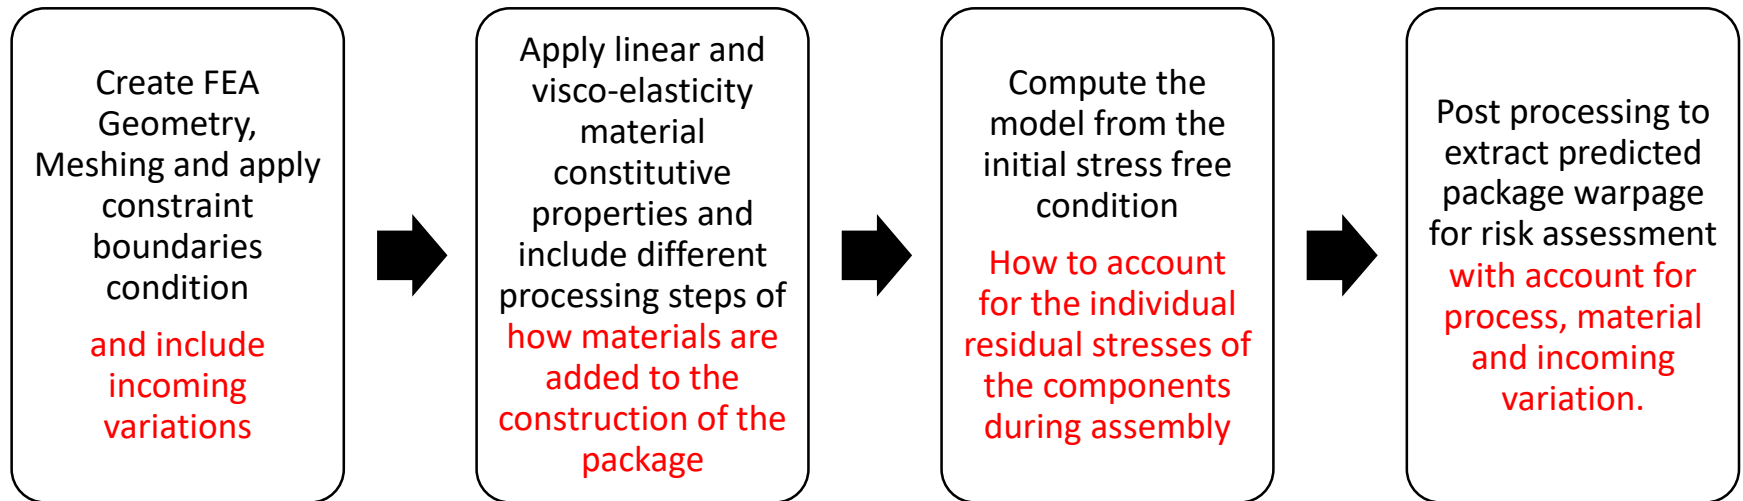 Create FEA
Geometry,
Meshing and apply
constraint
boundaries
condition
and include
incoming
variations
Apply linear and
visco-elasticity
material
constitutive
properties and
include different
processing steps of
how materials are
added to the
construction of the
package
Compute the
model from the
initial stress free
condition
How to account
for the individual
residual stresses of
the components
during assembly
Post processing to
extract predicted
package warpage
for risk assessment
with account for
process, material
and incoming
variation.